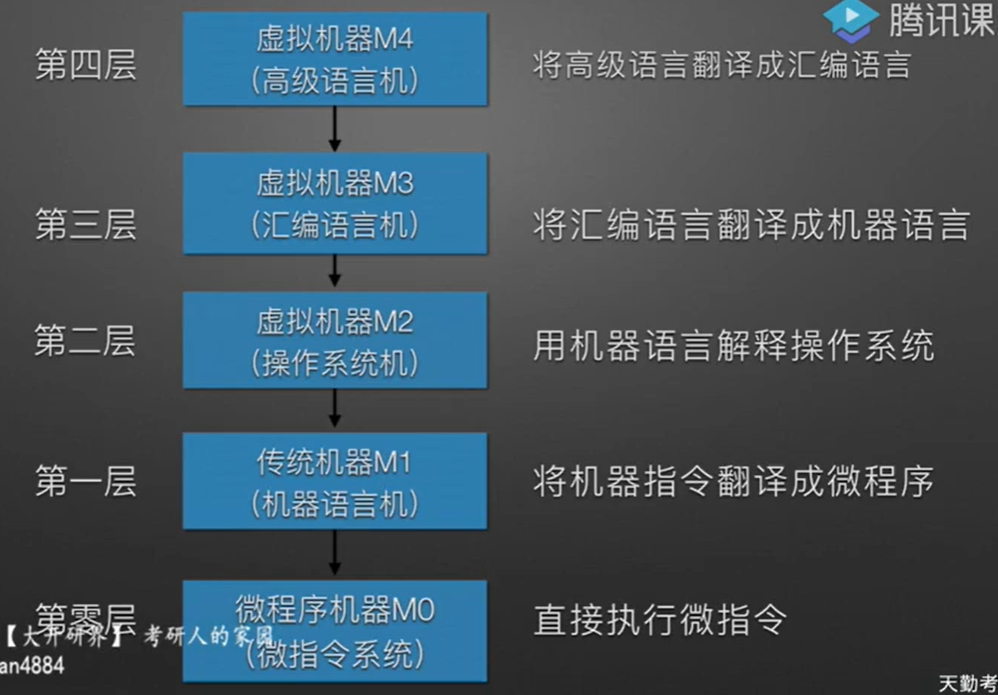 腾讯课
第四层
虚拟机器M4
(高级语言机)
将高级语言翻译成汇编语言
第三层
虚拟机器M3
(汇编语言机)
将汇编语言翻译成机器语言
第二层
虚拟机器M2
(操作系统机)
用机器语言解释操作系统
第一层
传统机器M1
(机器语言机)
将机器指令翻译成微程序
第零层
微程序机器M0
(微指令系统)
直接执行微指令
【大开研界】 考研人的家园
an4884
天勤考